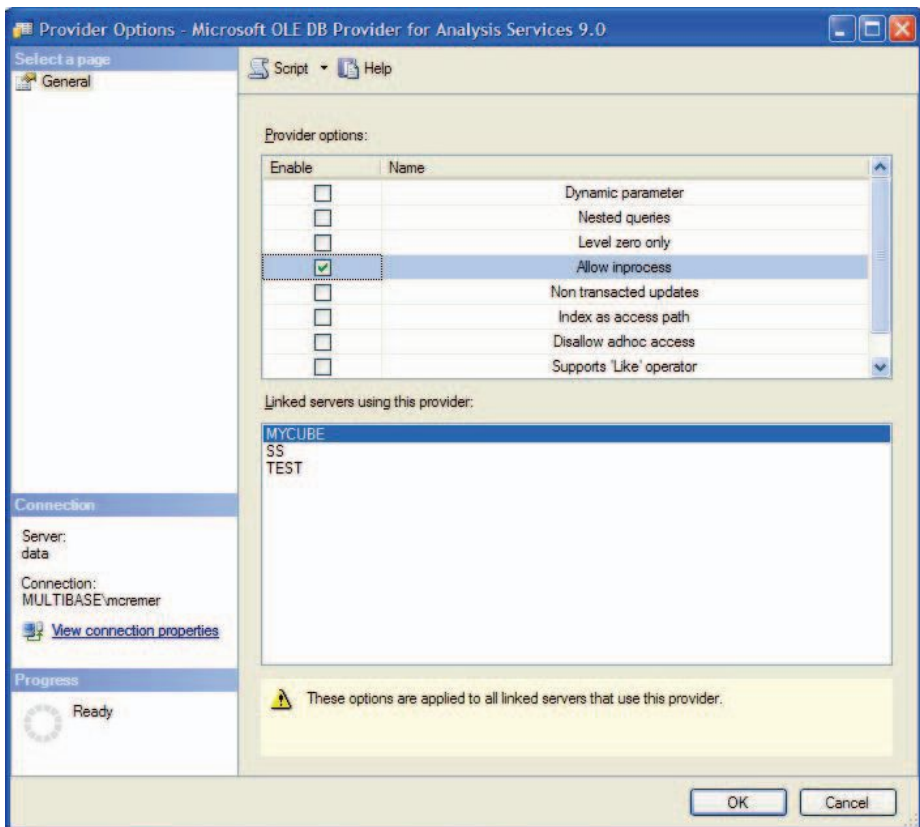 Provider Options - Microsoft OLE DB Provider for Analysis Services 9.0
Select a page
General
Script Help
Provider options:
Enable Name
Dynamic parameter
Nested queries
Level zero only
Allow inprocess
Non transacted updates
Index as access path
Disallow adhoc access
Supports 'Like' operator
Linked servers using this provider:
MYCUBE
SS
TEST
Connection
Server:
data
Connection:
MULTIBASE\mcremer
View connection properties
Progress
Ready
These options are applied to all linked servers that use this provider.
OK Cancel